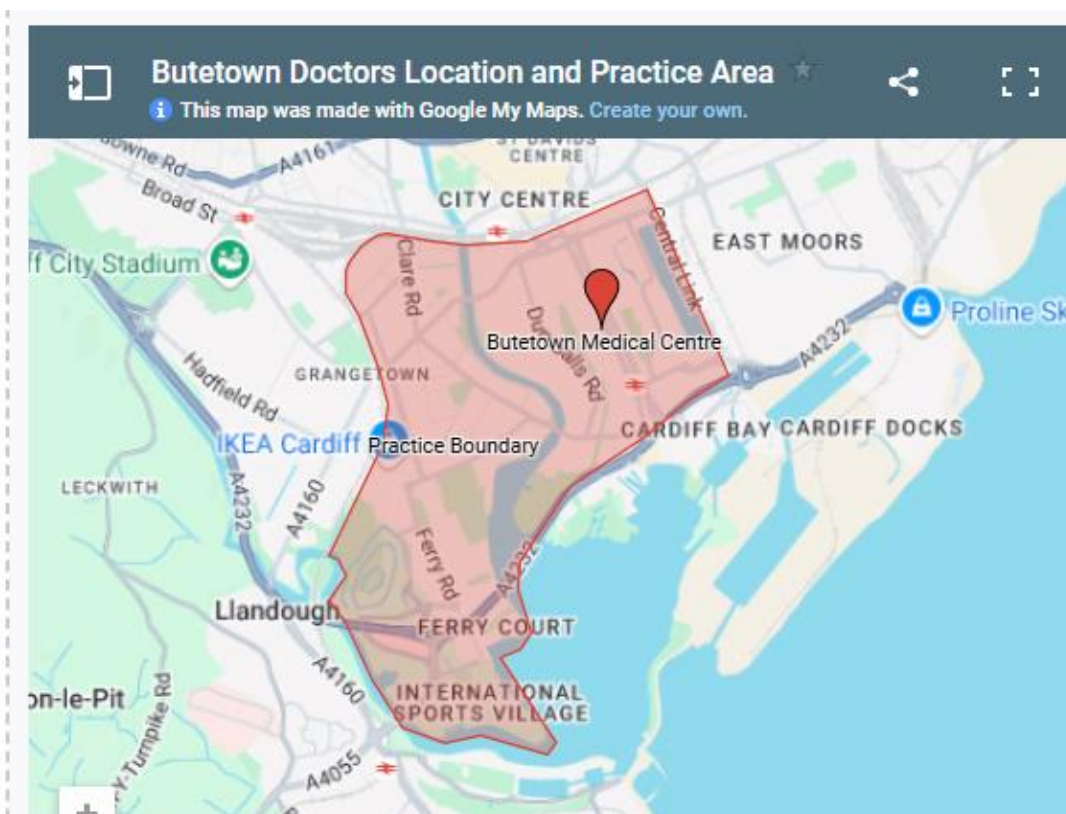 Butetown Doctors Location and Practice Area
This map was made with Google My Maps. Create your own.
A4161
ST DAVIDS
CENTRE
Broad St
CITY CENTRE
EAST MOORS
Central Link
Clare Rd
City Stadium
Proline
Butetown Medical Centre
A4232
GRANGETOWN
Hadfield Rd
CARDIFF BAY
CARDIFF DOCKS
IKEA Cardiff
Practice Boundary
LECKWITH
A4232
A4160
Ferry Rd
A4232
Llandough
FERRY COURT
A4160
INTERNATIONAL
SPORTS VILLAGE
on-le-Pit
Turnpike Rd
A4055